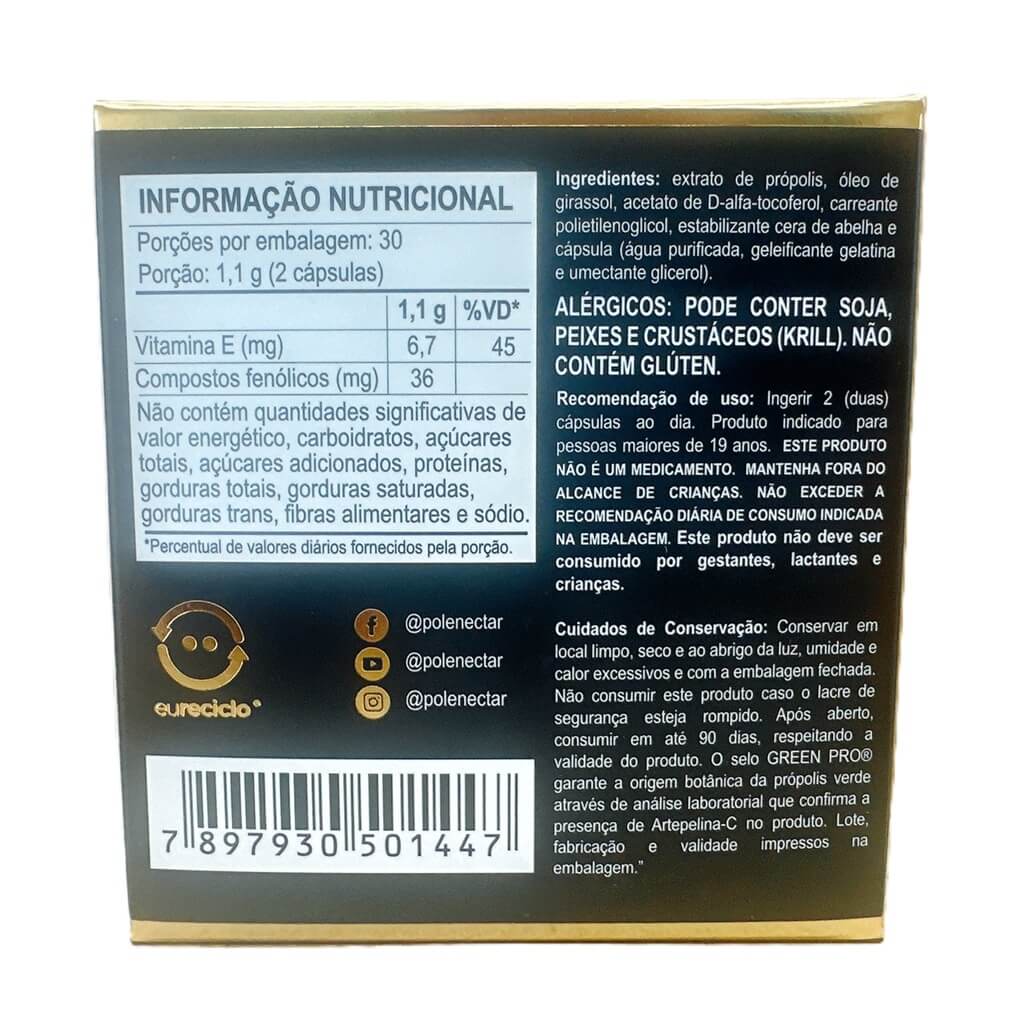 INFORMAÇÃO NUTRICIONAL
Porções por embalagem: 30
Porção: 1,1 g (2 cápsulas)
1,1 g %VD*
Vitamina E (mg) 6,7 45
Compostos fenólicos (mg) 36
Não contém quantidades significativas de
valor energético, carboidratos, açúcares
totais, açúcares adicionados, proteínas,
gorduras totais, gorduras saturadas,
gorduras trans, fibras alimentares e sódio.
*Percentual de valores diários fornecidos pela porção.
eureciclo
@polenectar
@polenectar
@polenectar
7 897930 501447
Ingredientes: extrato de própolis, óleo de
girassol, acetato de D-alfa-tocoferol, carreante
polietilenoglicol, estabilizante cera de abelha e
cápsula (água purificada, geleificante gelatina
e umectante glicerol).
ALÉRGICOS: PODE CONTER SOJA,
PEIXES E CRUSTÁCEOS (KRILL). NÃO
CONTÉM GLÚTEN.
Recomendação de uso: Ingerir 2 (duas)
cápsulas ao dia. Produto indicado para
pessoas maiores de 19 anos. ESTE PRODUTO
NÃO É UM MEDICAMENTO. MANTENHA FORA DO
ALCANCE DE CRIANÇAS. NÃO EXCEDER A
RECOMENDAÇÃO DIÁRIA DE CONSUMO INDICADA
NA EMBALAGEM. Este produto não deve ser
consumido por gestantes, lactantes e
crianças.
Cuidados de Conservação: Conservar em
local limpo, seco e ao abrigo da luz, umidade e
calor excessivos e com a embalagem fechada.
Não consumir este produto caso o lacre de
segurança esteja rompido. Após aberto,
consumir em até 90 dias, respeitando a
validade do produto. O selo GREEN PRO®
garante a origem botânica da própolis verde
através de análise laboratorial que confirma a
presença de Artepelina-C no produto. Lote,
fabricação e validade impressos na
embalagem.”